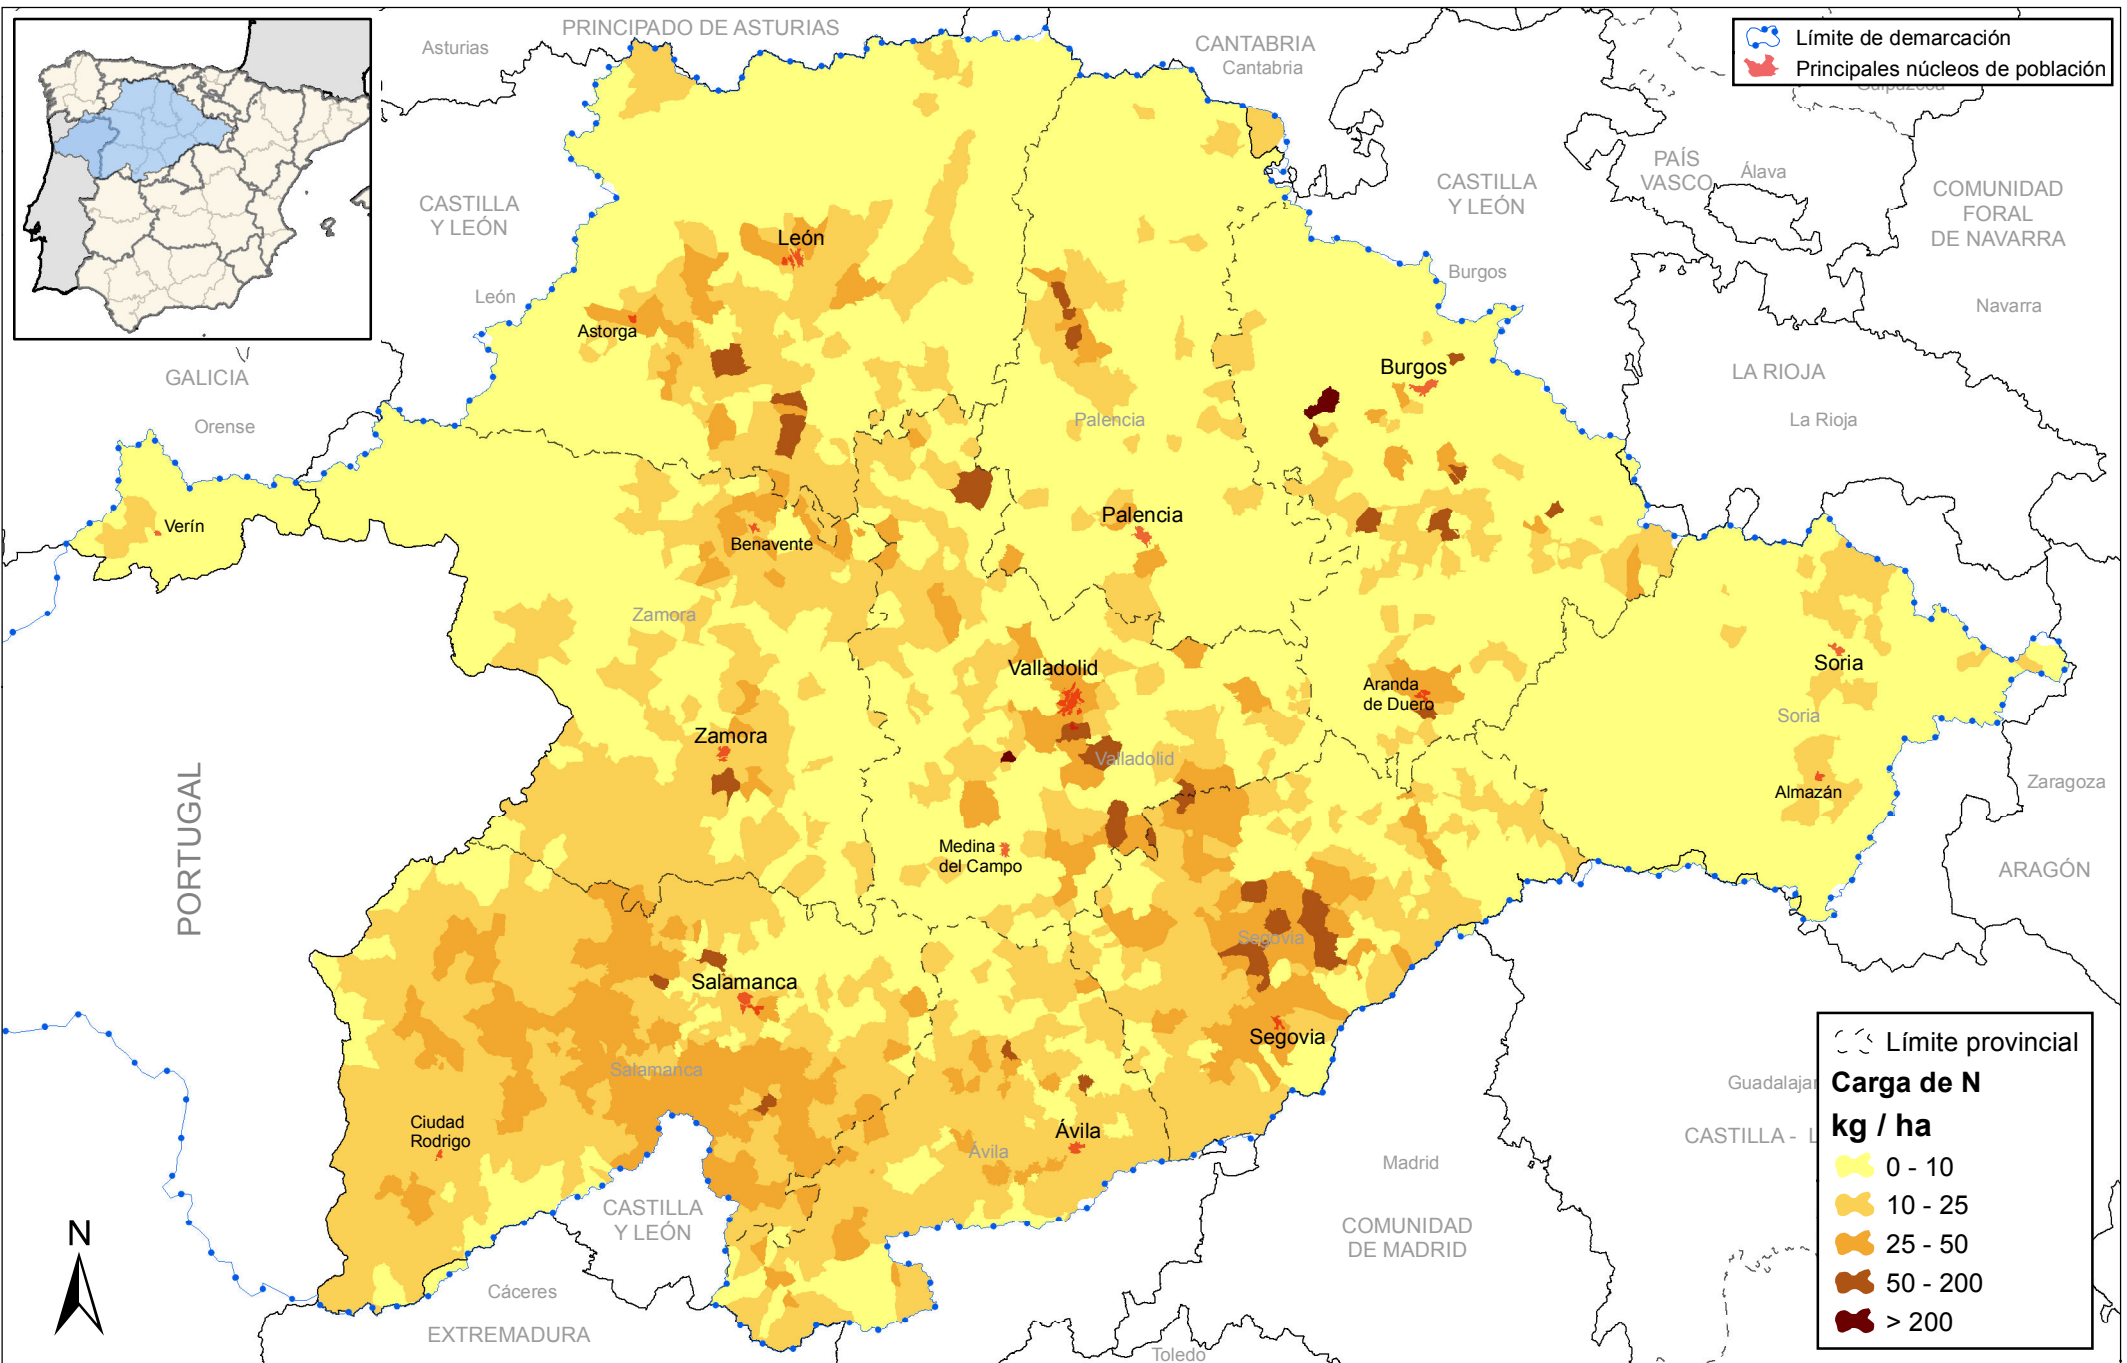 PRINCIPADO DE ASTURIAS
Asturias
CANTABRIA
Cantabria
Límite de demarcación
Principales núcleos de población
PAÍS
VASCO
Álava
CASTILLA
Y LEÓN
CASTILLA
Y LEÓN
COMUNIDAD
FORAL
DE NAVARRA
León
Burgos
León
Navarra
Astorga
GALICIA
Burgos
LA RIOJA
Orense
Palencia
La Rioja
Verín
Palencia
Benavente
Zamora
Valladolid
Soria
Aranda
de Duero
Soria
Zamora
Valladolid
Almazán
Zaragoza
PORTUGAL
Medina
del Campo
ARAGÓN
Segovia
Salamanca
Segovia
Salamanca
Ciudad
Rodrigo
Ávila
Ávila
Madrid
CASTILLA
Y LEÓN
COMUNIDAD
DE MADRID
N
Cáceres
EXTREMADURA
Toledo
CASTILLA - L
Límite provincial
Carga de N
kg / ha
0 - 10
10 - 25
25 - 50
50 - 200
> 200